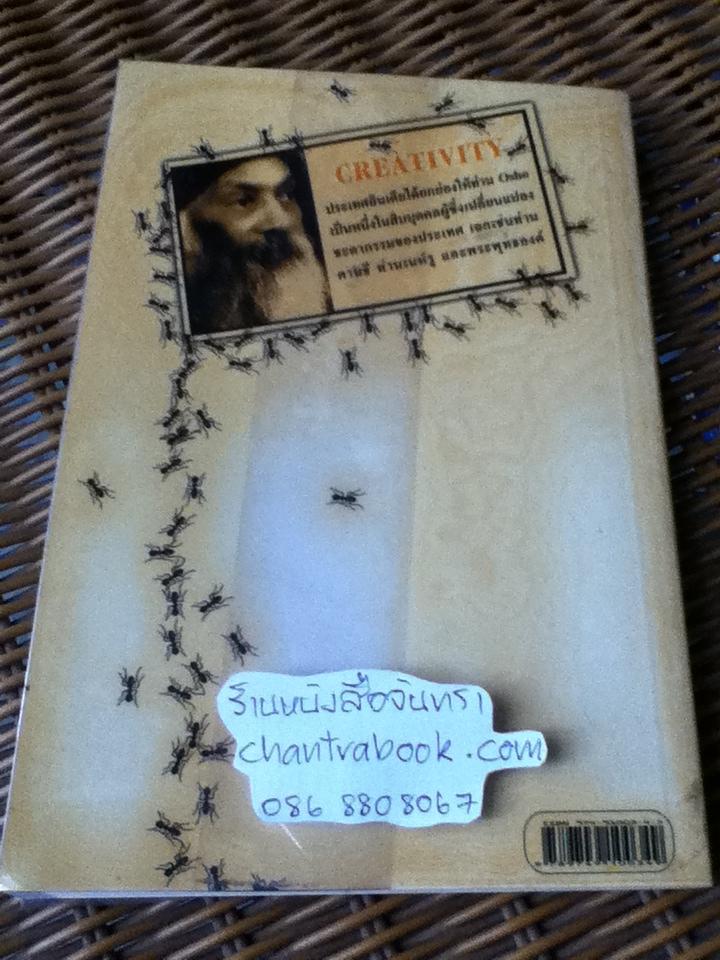 CREATIVITY
ประเทศอินเดียได้ยกย่องให้ท่าน Osho
เป็นหนึ่งในสิบบุคคลผู้ซึ่งเปลี่ยนแปลง
ชะตากรรมของประเทศ เฉกเช่นท่าน
คานธี ท่านเนห์รู และพระพุทธองค์
ร้านหนังสือจันทรา
chantrabook.com
086 8808067